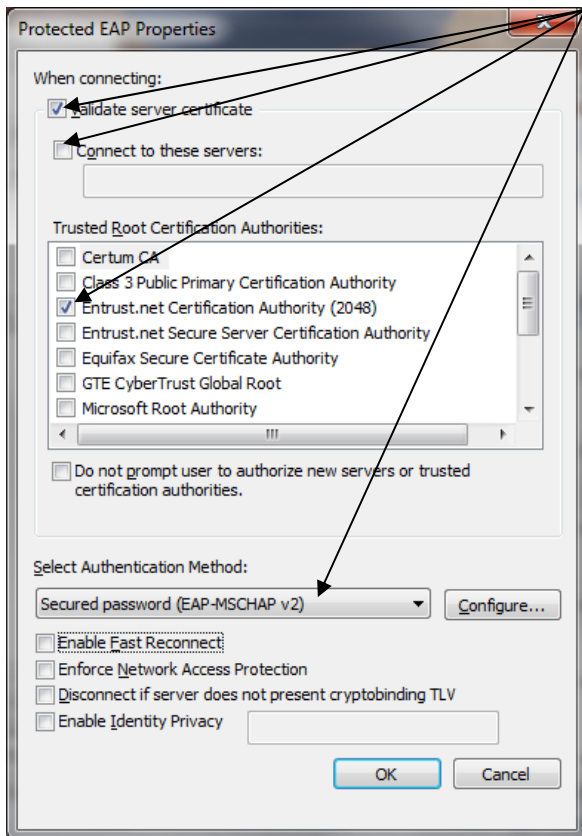 Protected EAP Properties
When connecting:
Validate server certificate
Connect to these servers:
Trusted Root Certification Authorities:
Certum CA
Class 3 Public Primary Certification Authority
Entrust.net Certification Authority (2048)
Entrust.net Secure Server Certification Authority
Equifax Secure Certificate Authority
GTE CyberTrust Global Root
Microsoft Root Authority
Do not prompt user to authorize new servers or trusted
certification authorities.
Select Authentication Method:
Secured password (EAP-MSCHAP v2)
Configure...
Enable Fast Reconnect
Enforce Network Access Protection
Disconnect if server does not present cryptobinding TLV
Enable Identity Privacy
OK
Cancel